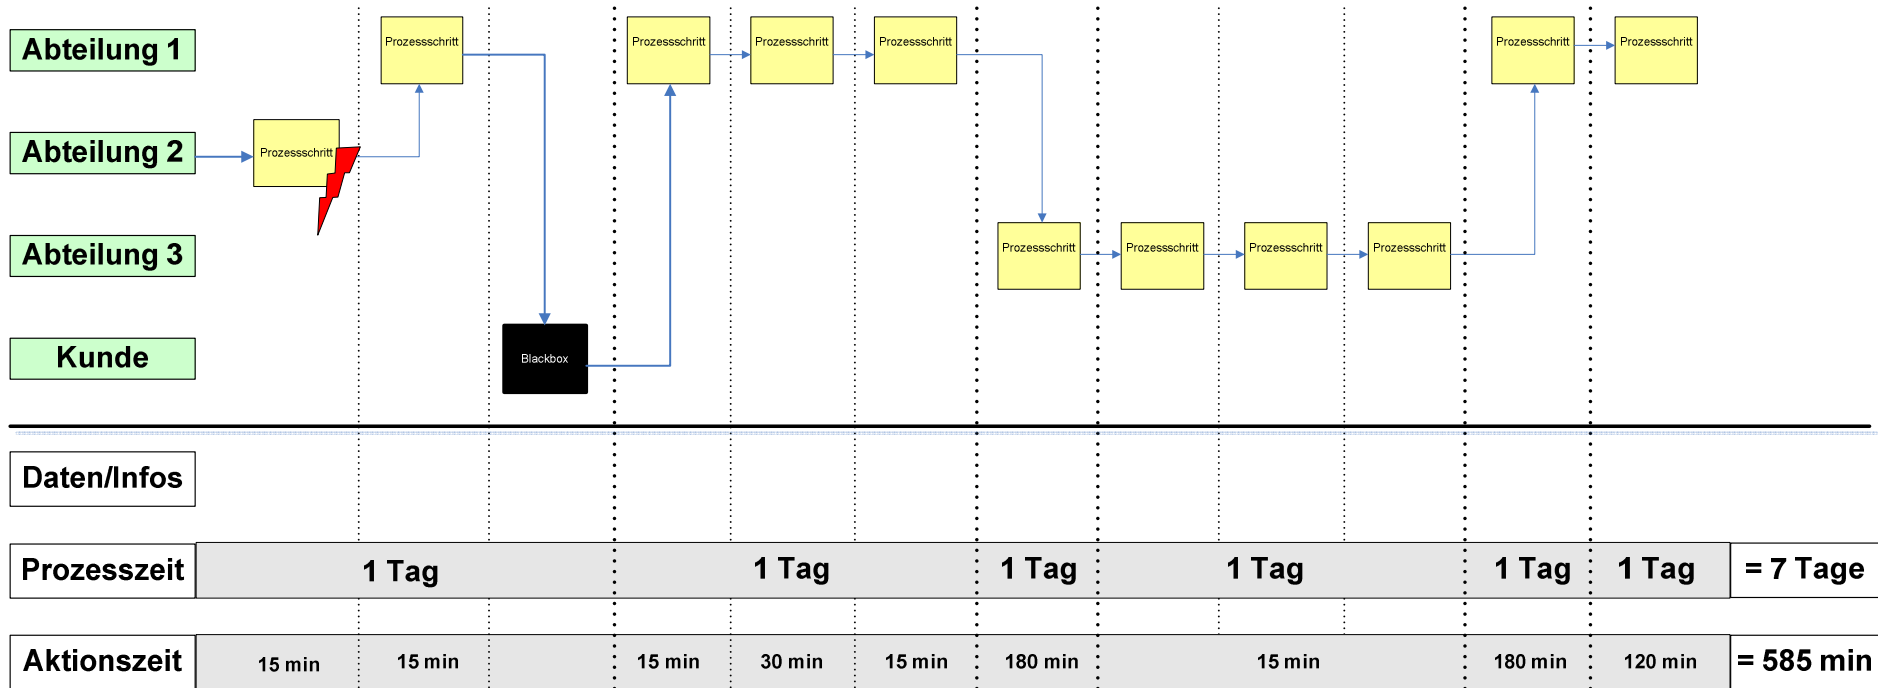 Abteilung 1
Prozessschritt
Prozessschritt
Prozessschritt
Prozessschritt
Prozessschritt
Prozessschritt
Abteilung 2
Prozessschritt
Abteilung 3
Prozessschritt
Prozessschritt
Prozessschritt
Prozessschritt
Kunde
Blackbox
Daten/Infos
Prozesszeit
1 Tag
1 Tag
1 Tag
1 Tag
1 Tag
1 Tag
= 7 Tage
Aktionszeit
15 min
15 min
15 min
30 min
15 min
180 min
15 min
180 min
120 min
= 585 min